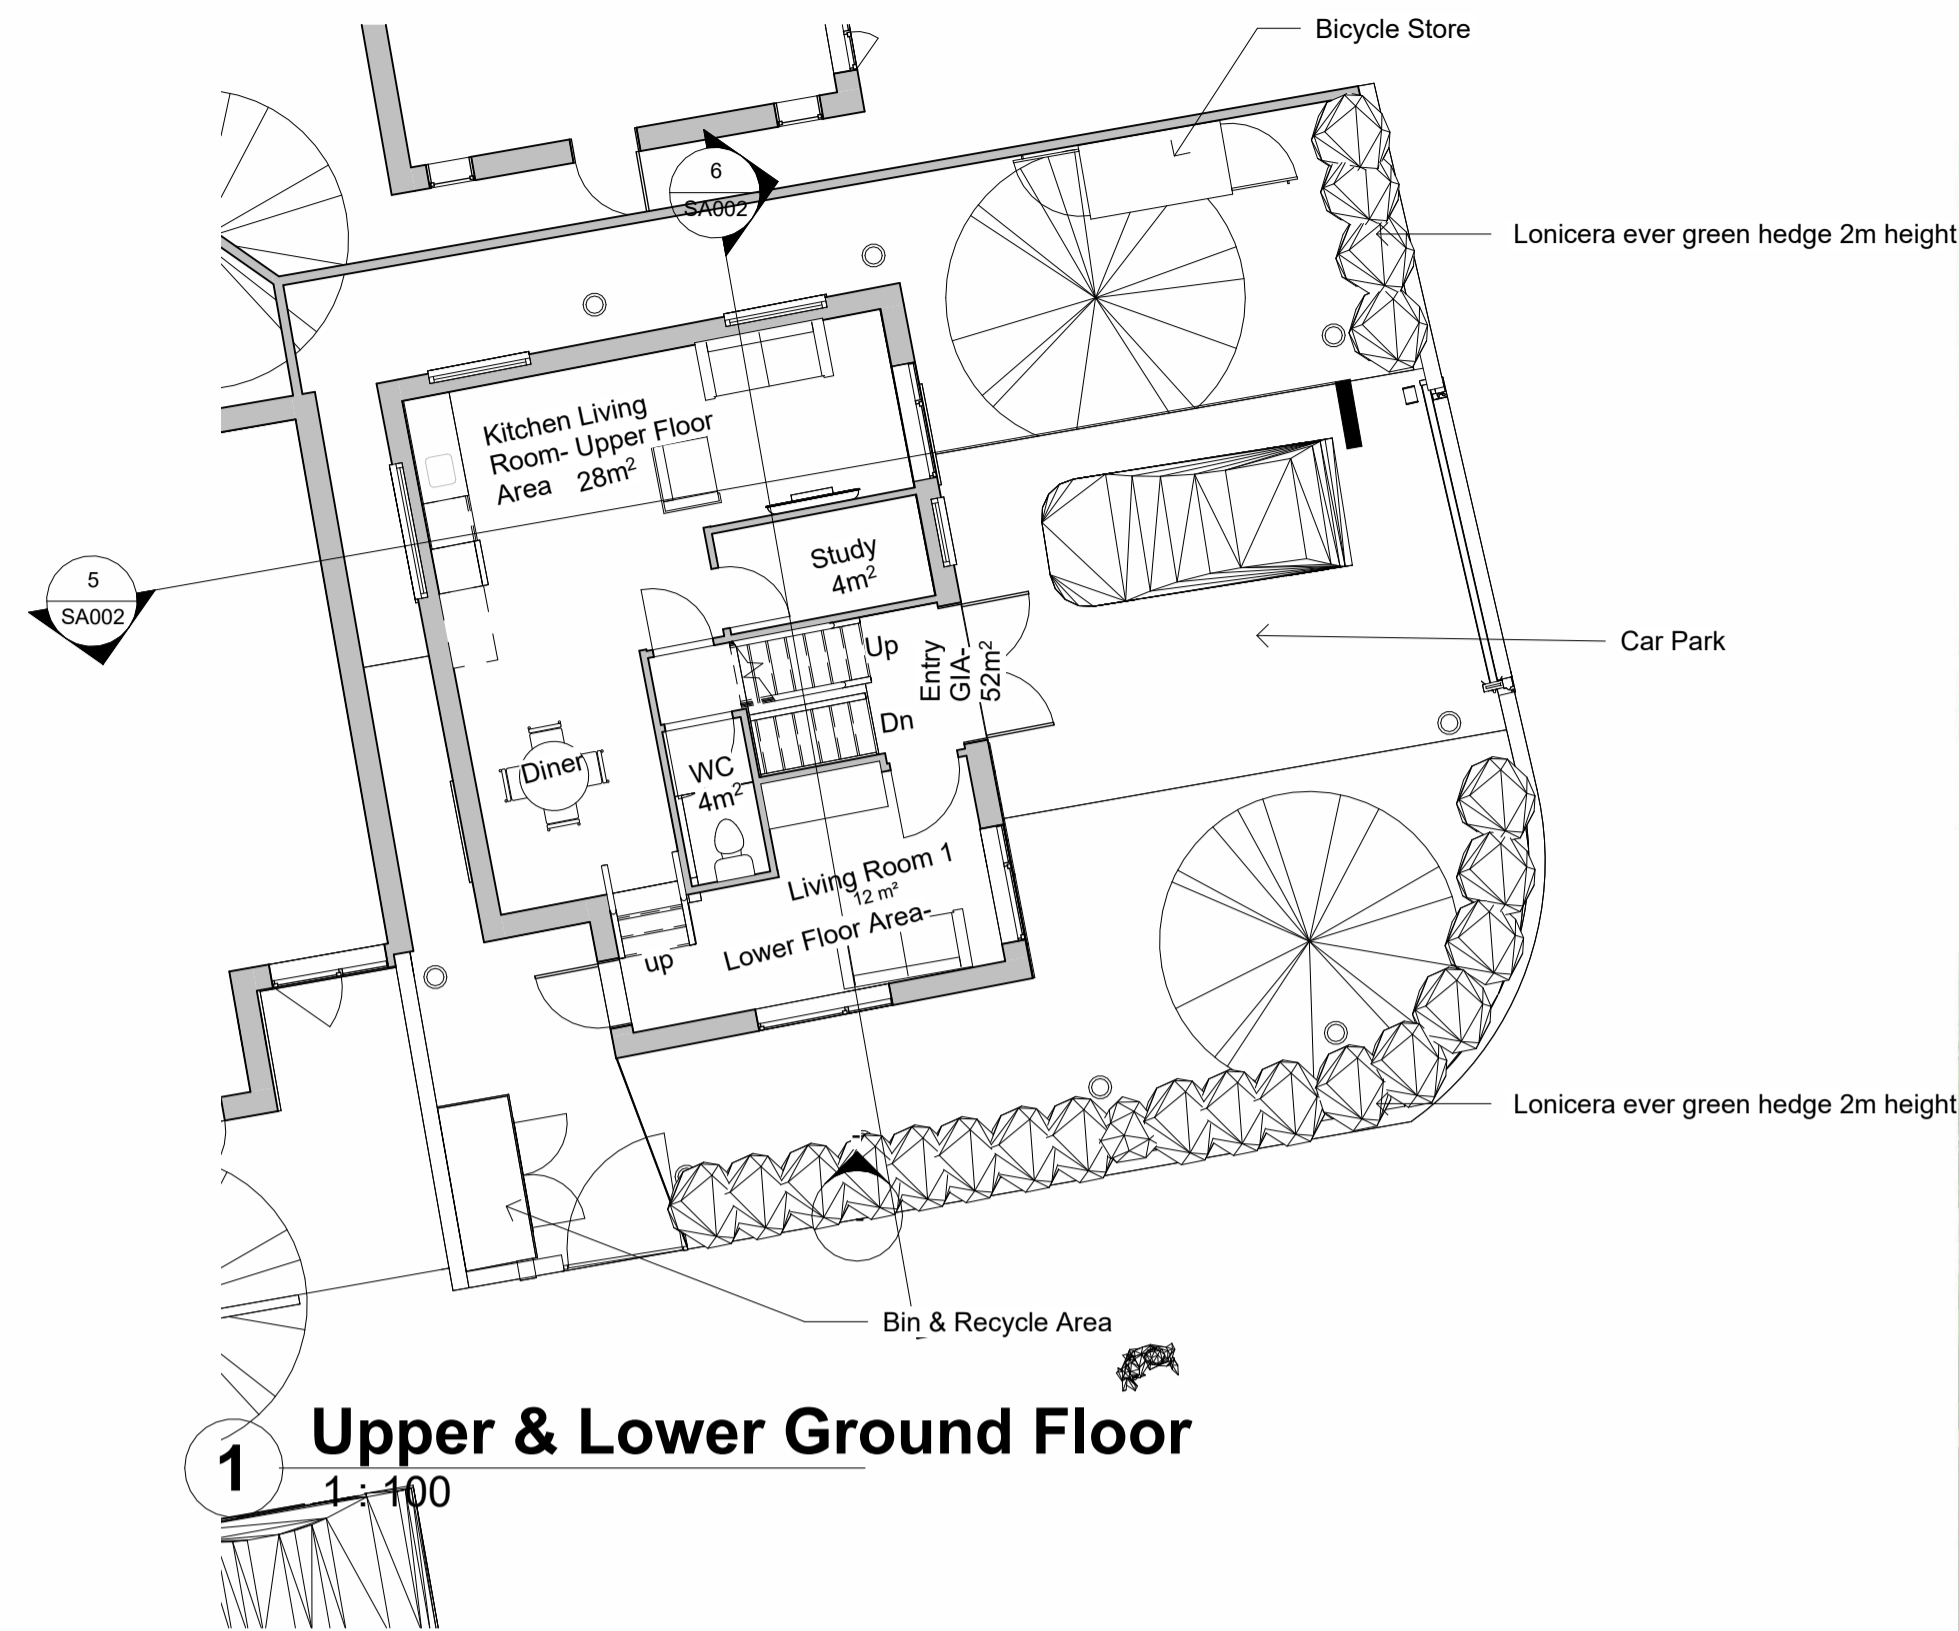 Bicycle Store
6
SA002
Lonicera ever green hedge 2m height
Kitchen Living
Room- Upper Floor
Area 28m²
Study
4m²
5
SA002
Up
Entry
GIA-
52m²
Car Park
Dn
Diner
WC
4m²
Living Room 1
12 m²
Lower Floor Area-
up
Lonicera ever green hedge 2m height
Bin & Recycle Area
1
Upper & Lower Ground Floor
1 : 100